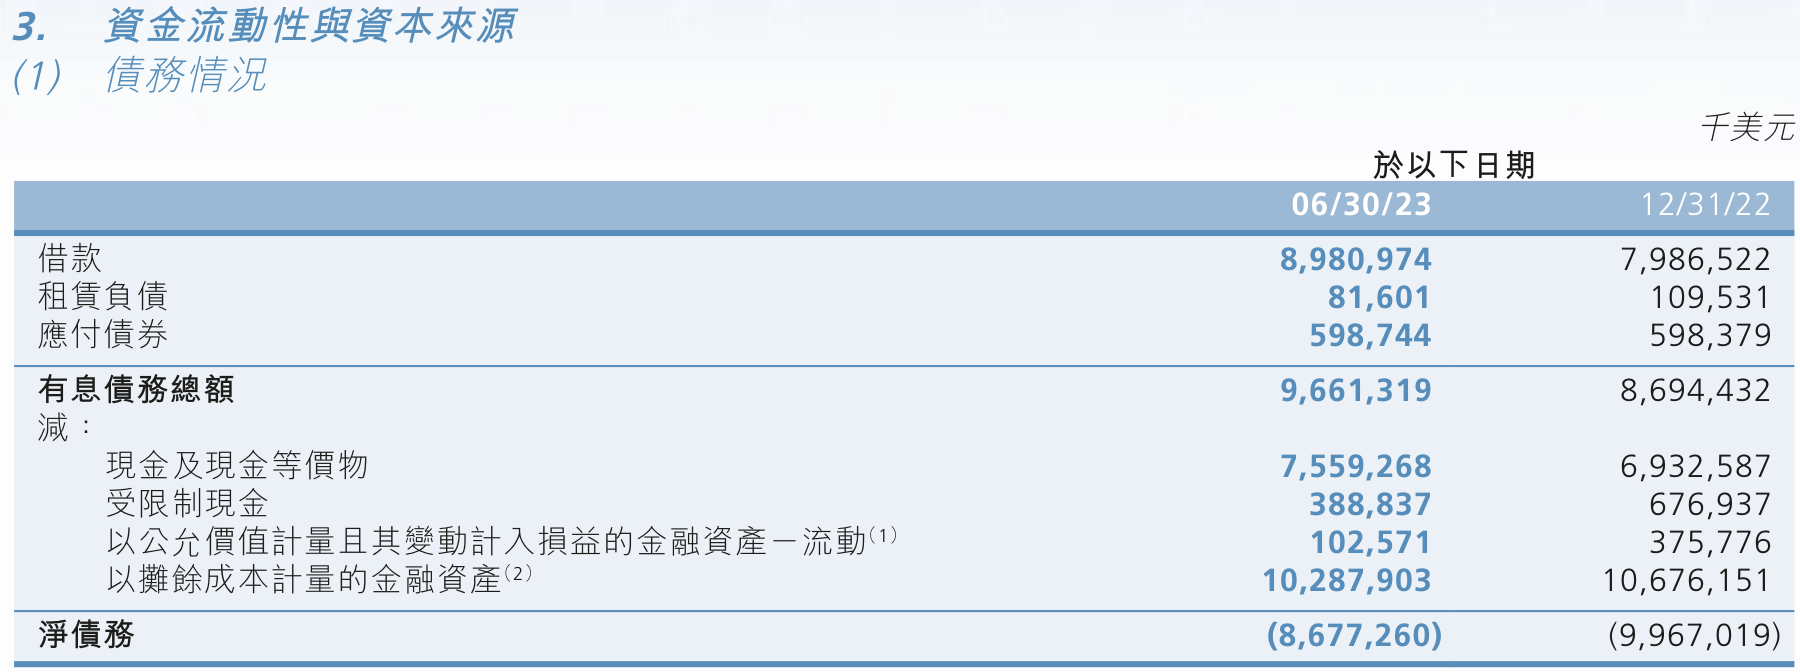 3. 資金流動性與資本來源
(1) 債務情況
千美元
於以下日期
06/30/23 12/31/22
借款 8,980,974 7,986,522
租賃負債 81,601 109,531
應付債券 598,744 598,379
有息債務總額 9,661,319 8,694,432
減：
現金及現金等價物 7,559,268 6,932,587
受限制現金 388,837 676,937
以公允價值計量且其變動計入損益的金融資產－流動(1) 102,571 375,776
以攤餘成本計量的金融資產(2) 10,287,903 10,676,151
淨債務 (8,677,260) (9,967,019)